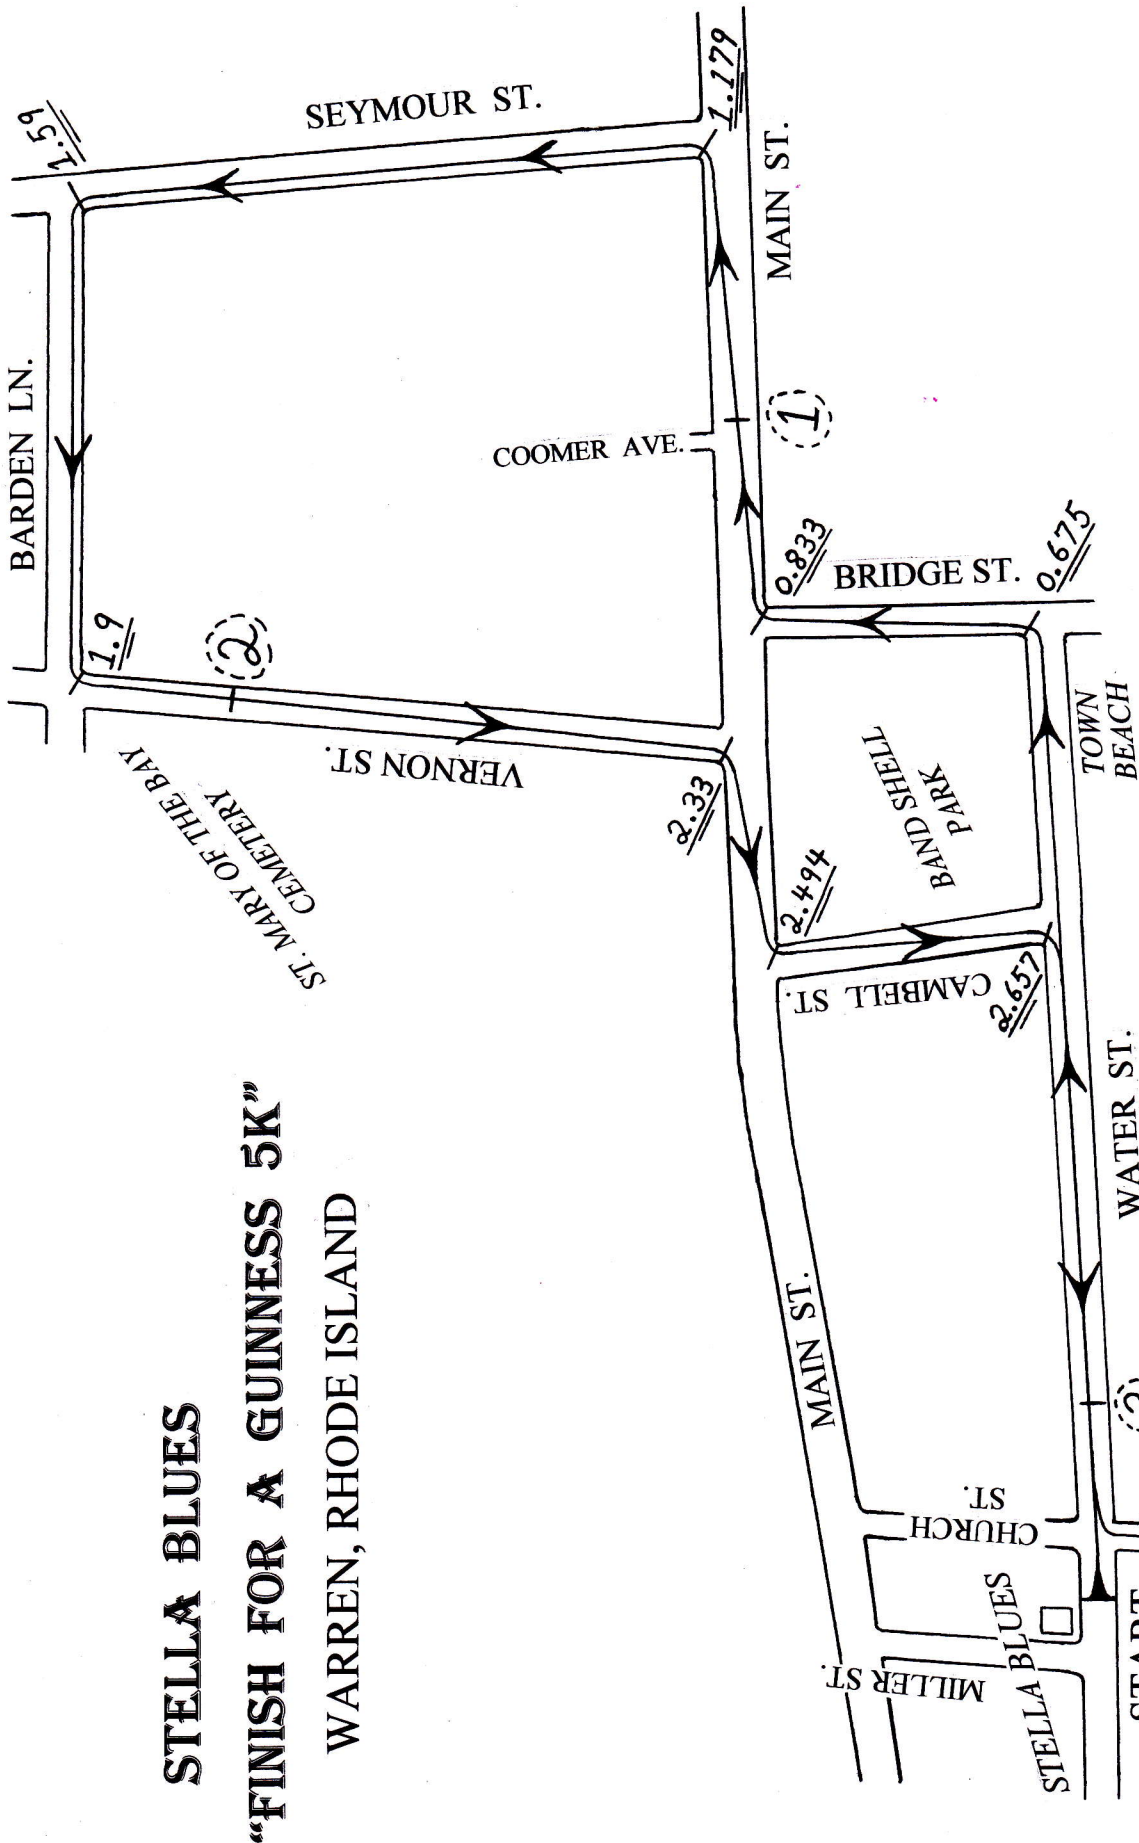 STELLA BLUES
"FINISH FOR A GUINNESS 5K"
WARREN, RHODE ISLAND
BARDEN LN.
1.59
SEYMOUR ST.
1.179
MAIN ST.
COOMER AVE.
1
1.9
2
VERNON ST.
ST. MARY OF THE BAY
CEMETERY
2.33
0.833
BRIDGE ST.
0.675
2.494
BAND SHELL
PARK
TOWN
BEACH
CAMBELL ST.
2.657
WATER ST.
MAIN ST.
CHURCH
ST.
MILLER ST.
STELLA BLUES
START